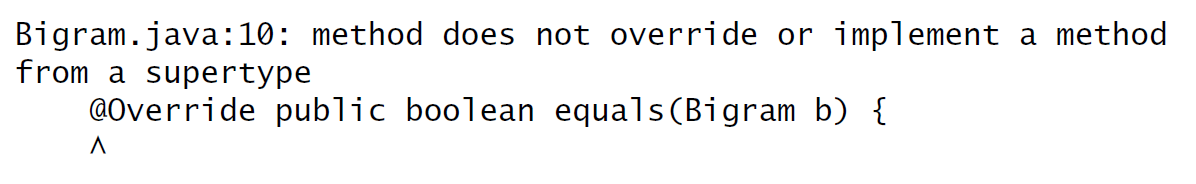 Bigram.java:10: method does not override or implement a method
from a supertype
    @Override public boolean equals(Bigram b) {
    ^